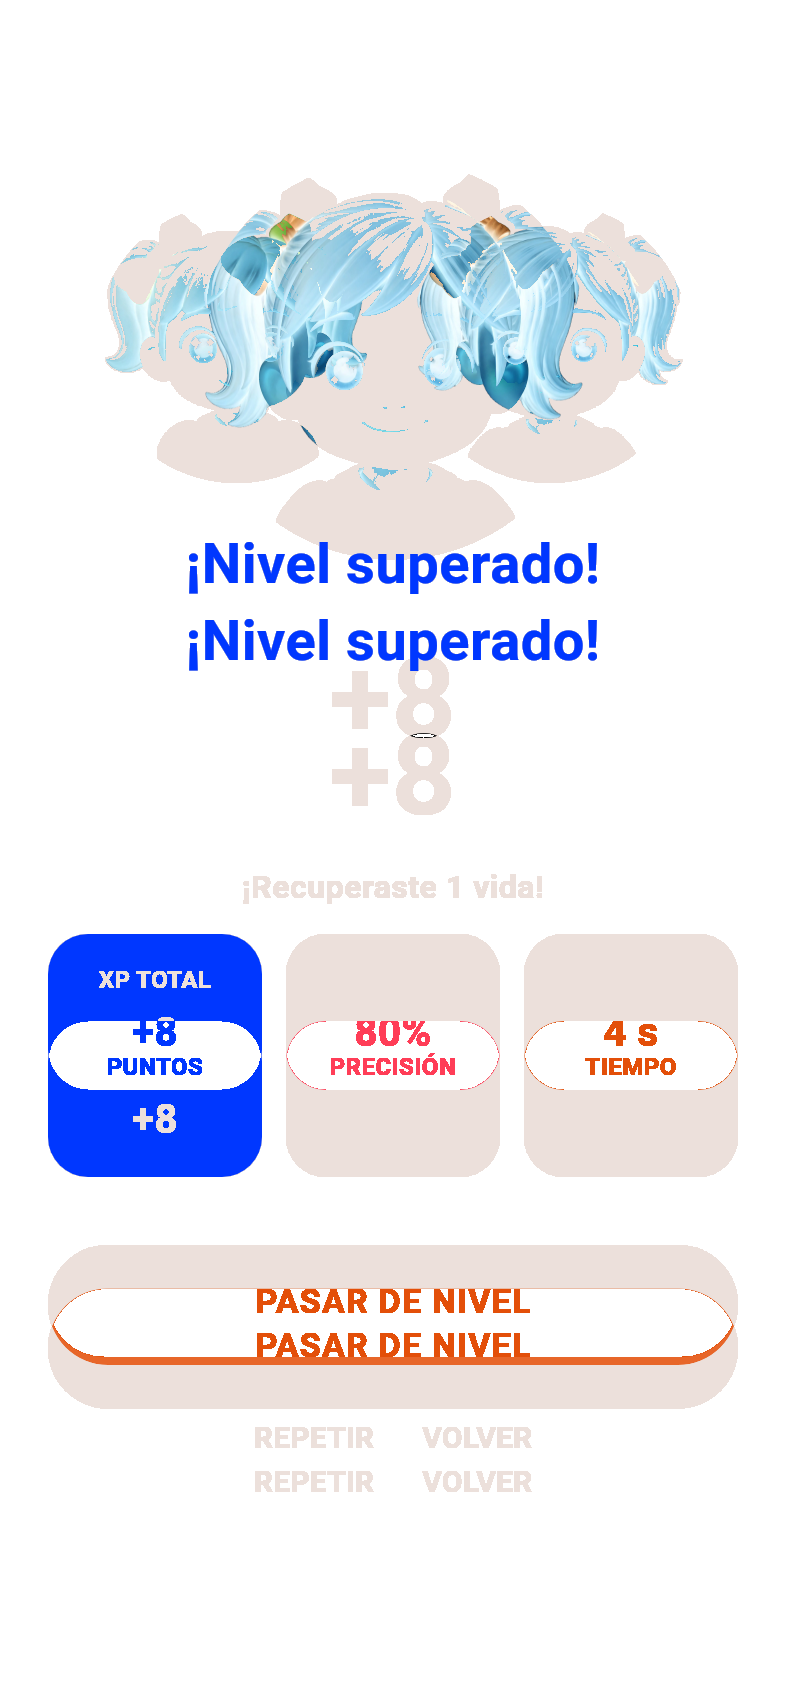 ¡Nivel superado!
¡Nivel superado!
+8
+8
¡Recuperaste 1 vida!
XP TOTAL
+8 80% 4 s
PUNTOS PRECISIÓN TIEMPO
+8
PASAR DE NIVEL
PASAR DE NIVEL
REPETIR VOLVER
REPETIR VOLVER